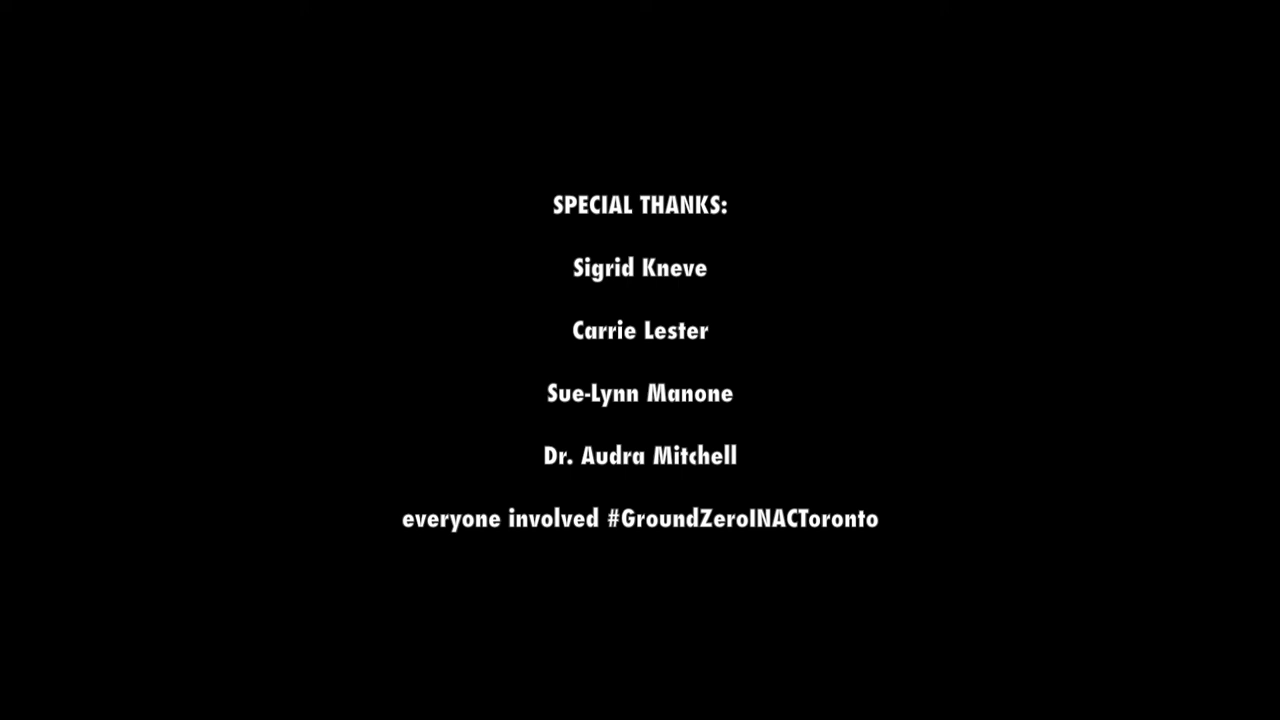 SPECIAL THANKS:
Sigrid Kneve
Carrie Lester
Sue-Lynn Manone
Dr. Audra Mitchell
everyone involved #GroundZeroINACToronto